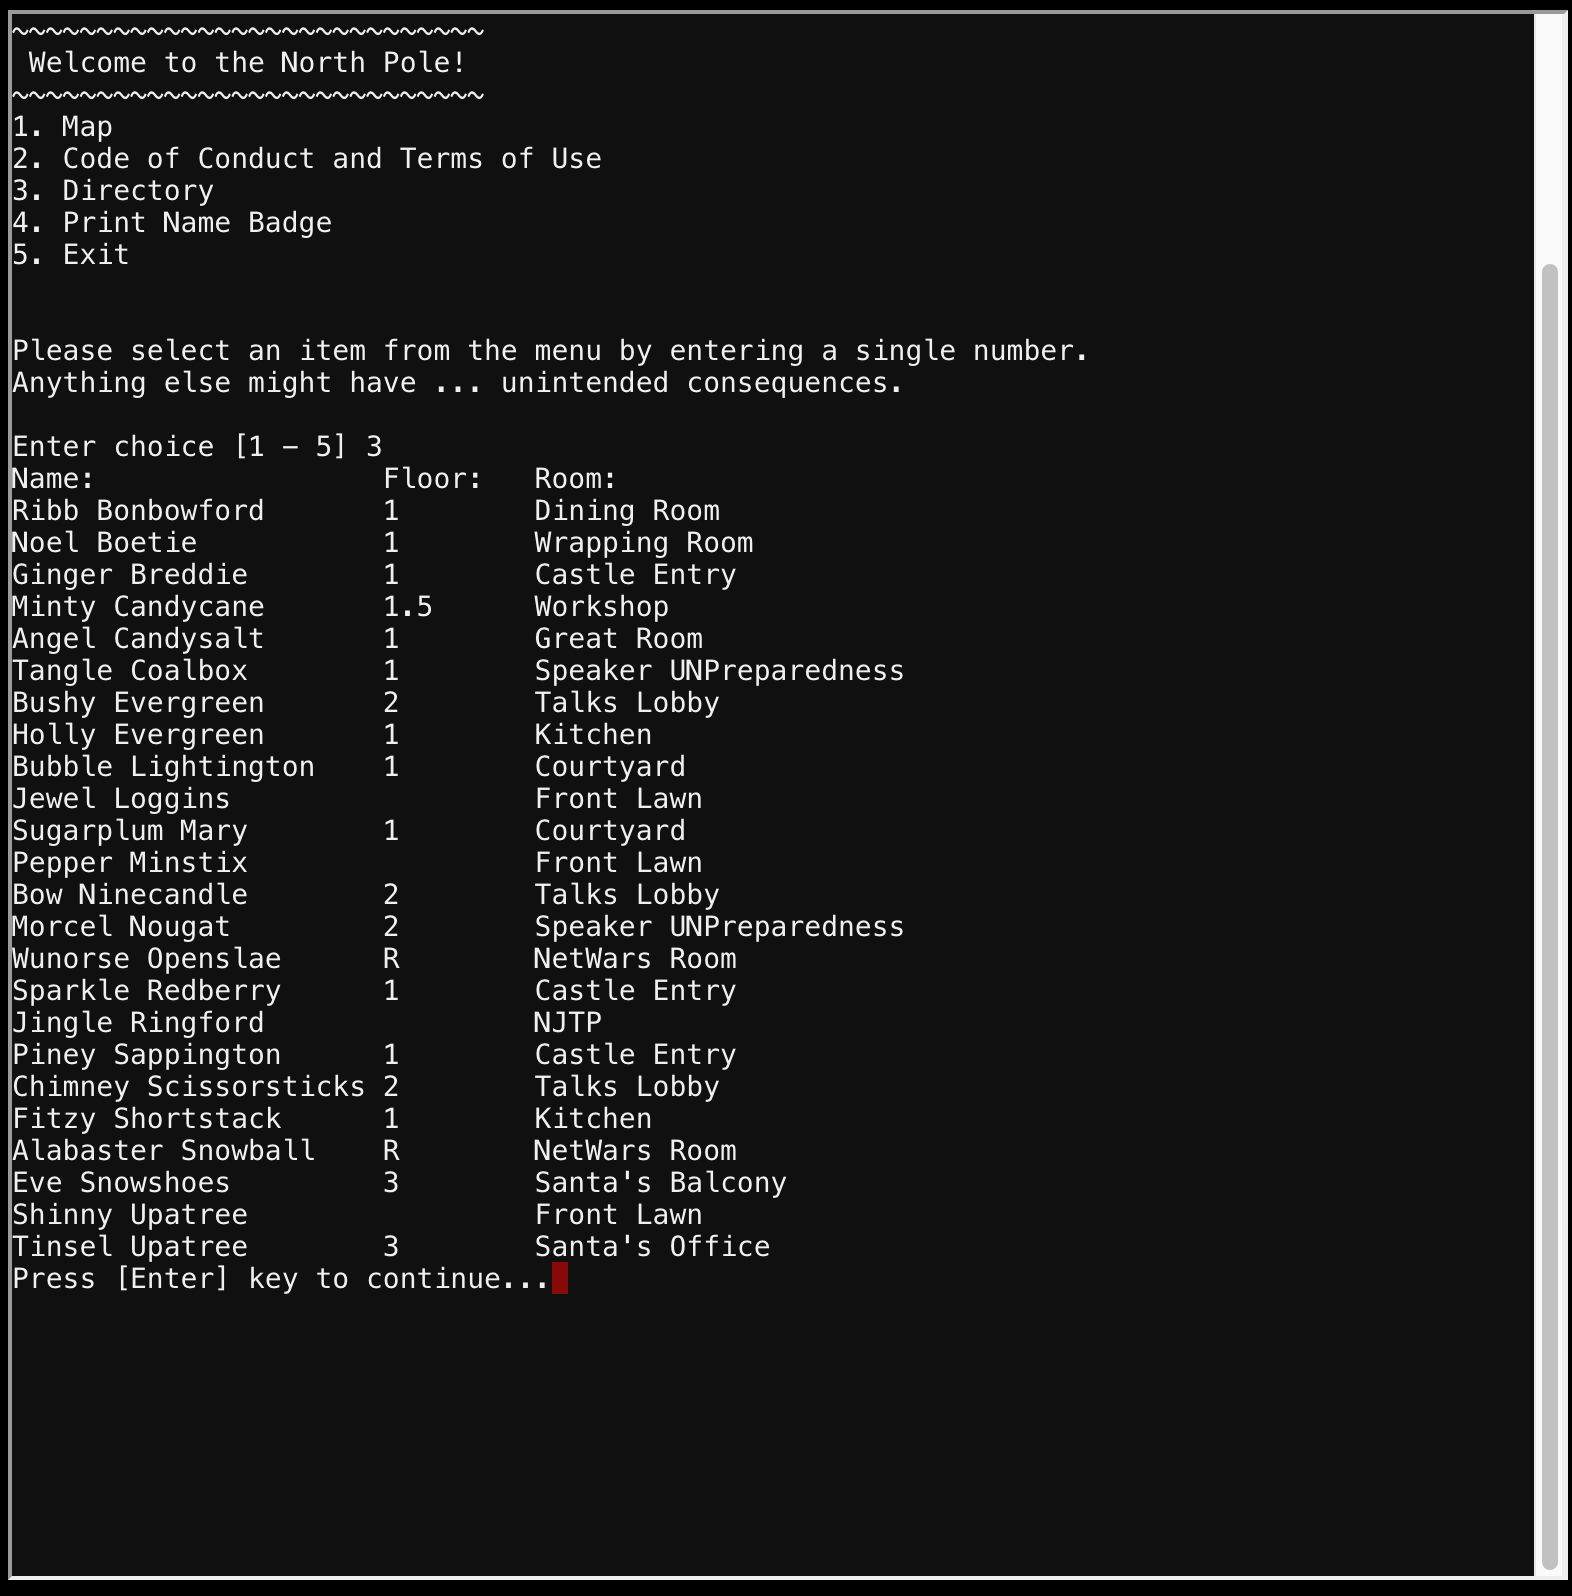 ~~~~~~~~~~~~~~~~~~~~~~~~~~~~
 Welcome to the North Pole!
~~~~~~~~~~~~~~~~~~~~~~~~~~~~
1. Map
2. Code of Conduct and Terms of Use
3. Directory
4. Print Name Badge
5. Exit
Please select an item from the menu by entering a single number.
Anything else might have ... unintended consequences.
Enter choice [1 - 5] 3
Name:                 Floor:   Room:
Ribb Bonbowford       1        Dining Room
Noel Boetie           1        Wrapping Room
Ginger Breddie        1        Castle Entry
Minty Candycane       1.5      Workshop
Angel Candysalt       1        Great Room
Tangle Coalbox        1        Speaker UNPreparedness
Bushy Evergreen       2        Talks Lobby
Holly Evergreen       1        Kitchen
Bubble Lightington    1        Courtyard
Jewel Loggins                  Front Lawn
Sugarplum Mary        1        Courtyard
Pepper Minstix                 Front Lawn
Bow Ninecandle        2        Talks Lobby
Morcel Nougat         2        Speaker UNPreparedness
Wunorse Openslae      R        NetWars Room
Sparkle Redberry      1        Castle Entry
Jingle Ringford                NJTP
Piney Sappington      1        Castle Entry
Chimney Scissorsticks 2        Talks Lobby
Fitzy Shortstack      1        Kitchen
Alabaster Snowball    R        NetWars Room
Eve Snowshoes         3        Santa's Balcony
Shinny Upatree                 Front Lawn
Tinsel Upatree        3        Santa's Office
Press [Enter] key to continue...